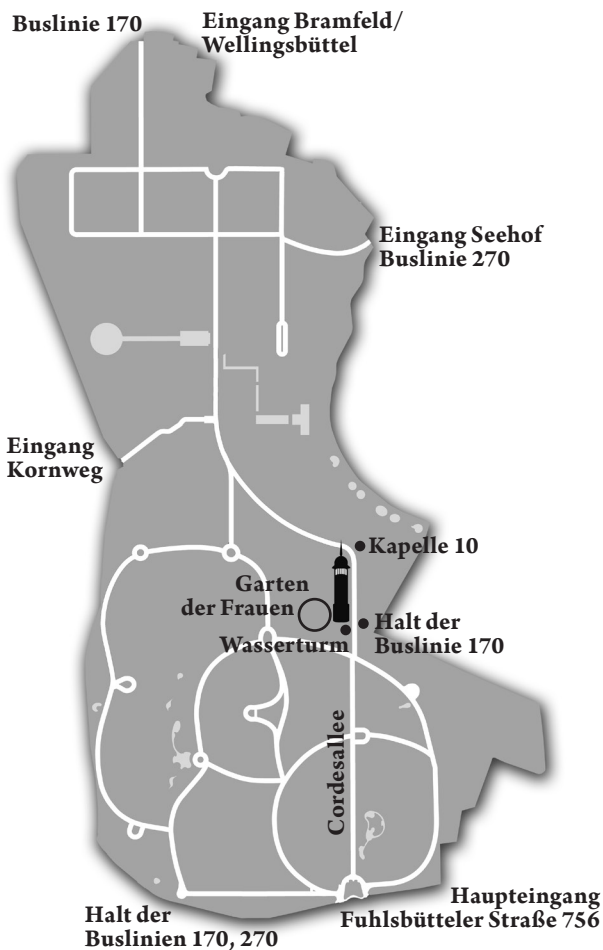 Buslinie 170
Eingang Bramfeld/
Wellingsbüttel
Eingang Seehof
Buslinie 270
Eingang
Kornweg
Kapelle 10
Garten
der Frauen
Halt der
Buslinie 170
Wasserturm
Cordesallee
Haupteingang
Fuhlsbütteler Straße 756
Halt der
Buslinien 170, 270